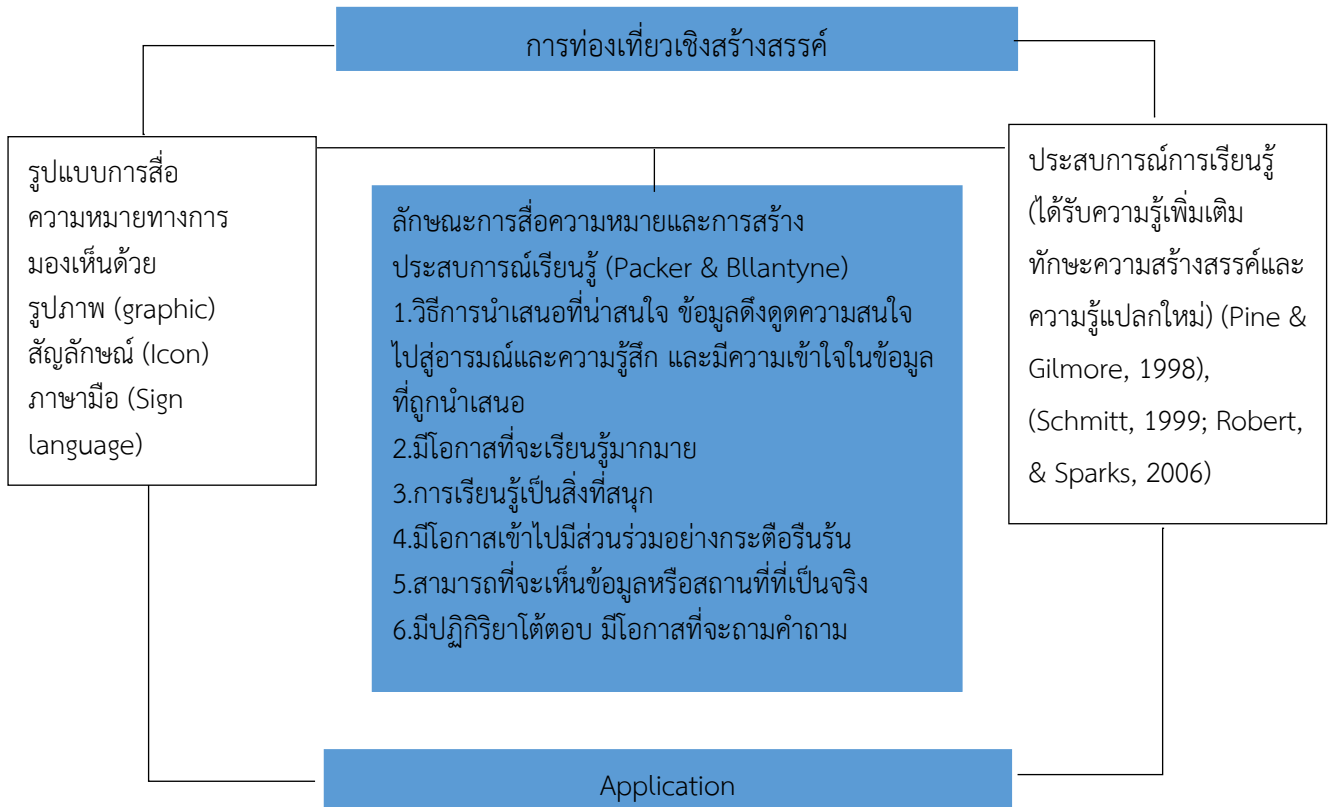 การท่องเที่ยวเชิงสร้างสรรค์
รูปแบบการสื่อ
ความหมายทางการ
มองเห็นด้วย
รูปภาพ (graphic)
สัญลักษณ์ (Icon)
ภาษามือ (Sign
language)
ลักษณะการสื่อความหมายและการสร้าง
ประสบการณ์เรียนรู้ (Packer & Bllantyne)
1.วิธีการนำเสนอที่น่าสนใจ ข้อมูลดึงดูดความสนใจ
ไปสู่อารมณ์และความรู้สึก และมีความเข้าใจในข้อมูล
ที่ถูกนำเสนอ
2.มีโอกาสที่จะเรียนรู้มากมาย
3.การเรียนรู้เป็นสิ่งที่สนุก
4.มีโอกาสเข้าไปมีส่วนร่วมอย่างกระตือรืนร้น
5.สามารถที่จะเห็นข้อมูลหรือสถานที่ที่เป็นจริง
6.มีปฏิกิริยาโต้ตอบ มีโอกาสที่จะถามคำถาม
ประสบการณ์การเรียนรู้
(ได้รับความรู้เพิ่มเติม
ทักษะความสร้างสรรค์และ
ความรู้แปลกใหม่) (Pine &
Gilmore, 1998),
(Schmitt, 1999; Robert,
& Sparks, 2006)
Application